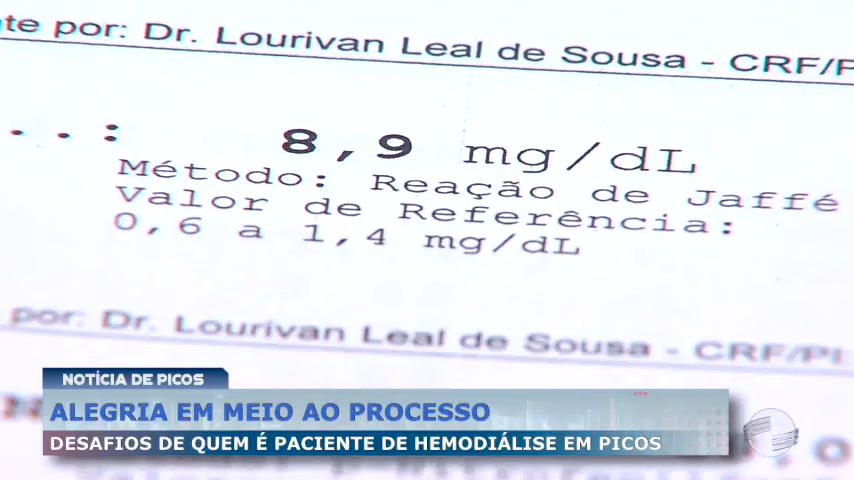 te por: Dr. Lourivan Leal de Sousa - CRF/P
. . : 8,9 mg/dL
Método: Reação de Jaffé
Valor de Referência:
0,6 a 1,4 mg/dL
por: Dr. Lourivan Leal de Sousa - CRF/PI
NOTÍCIA DE PICOS
ALEGRIA EM MEIO AO PROCESSO
DESAFIOS DE QUEM É PACIENTE DE HEMODIÁLISE EM PICOS